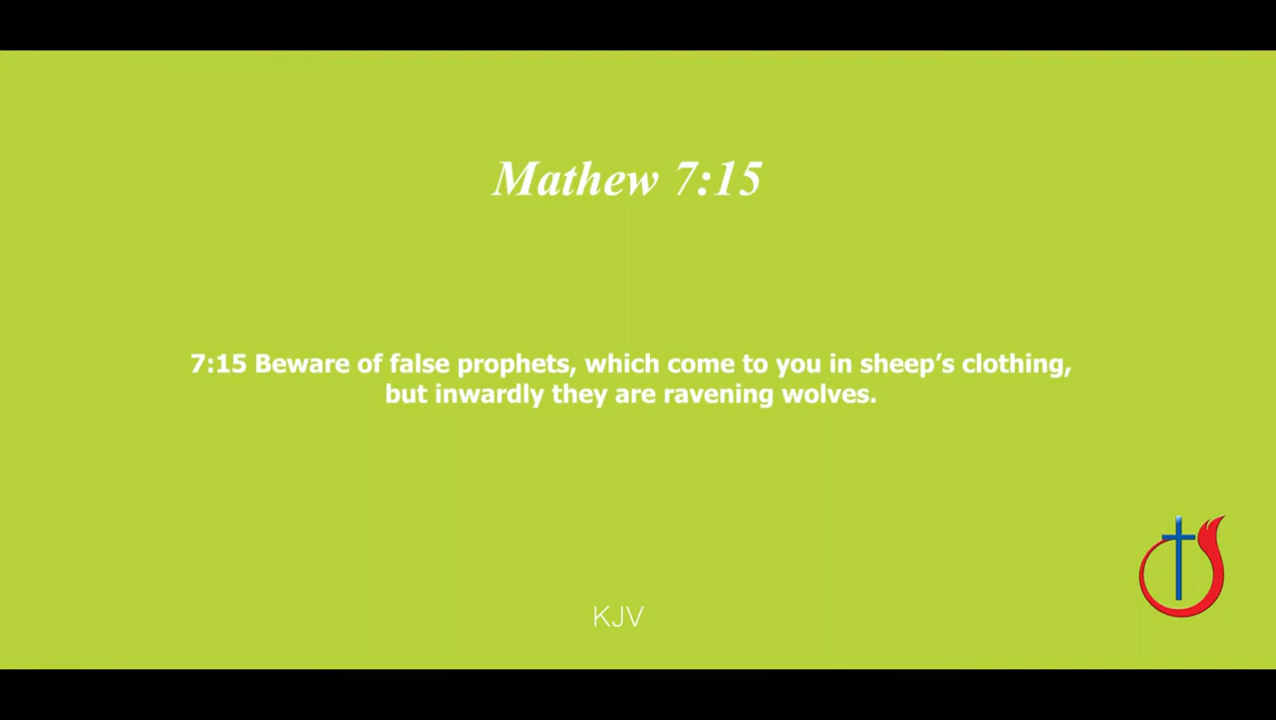 Mathew 7:15
7:15 Beware of false prophets, which come to you in sheep’s clothing,
but inwardly they are ravening wolves.
KJV